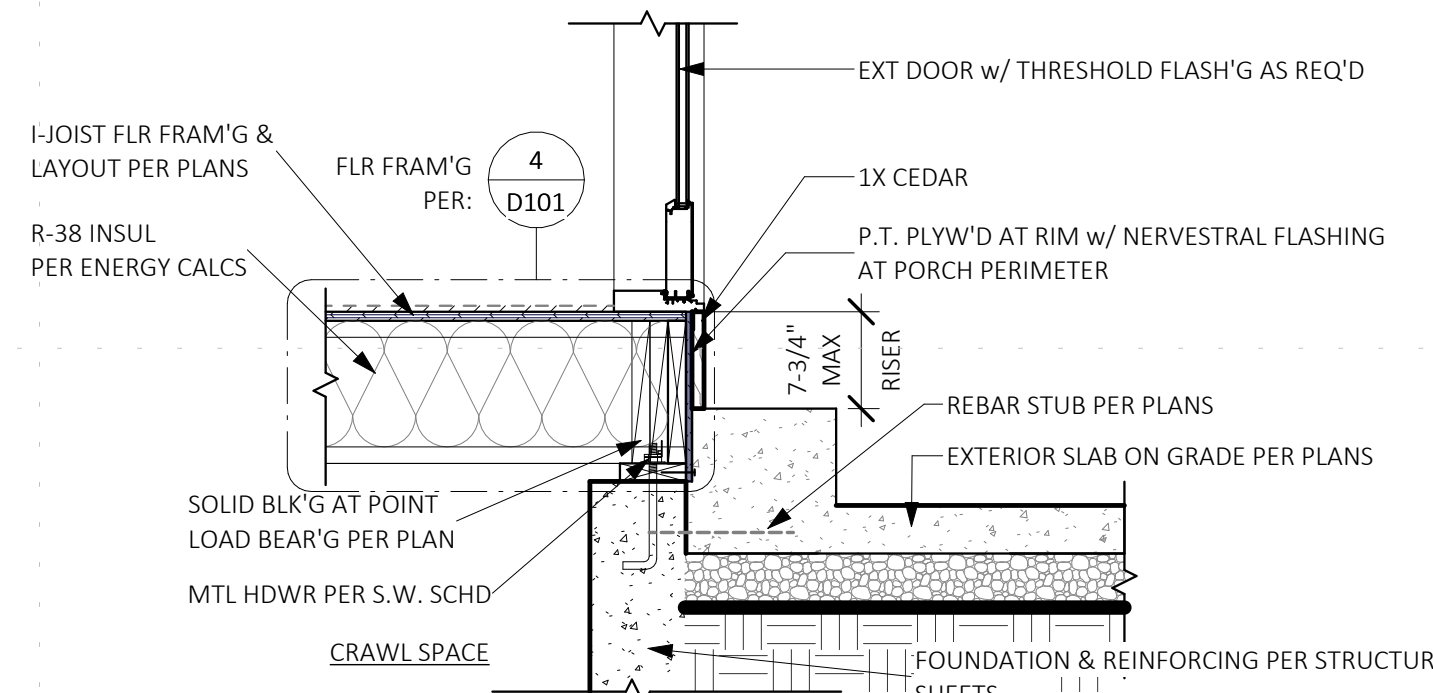 EXT DOOR w/ THRESHOLD FLASH'G AS REQ'D
I-JOIST FLR FRAM'G &
LAYOUT PER PLANS
FLR FRAM'G
PER:
4
D101
1X CEDAR
R-38 INSUL
PER ENERGY CALCS
P.T. PLYW'D AT RIM w/ NERVESTRAL FLASHING
AT PORCH PERIMETER
7-3/4"
MAX
RISER
REBAR STUB PER PLANS
EXTERIOR SLAB ON GRADE PER PLANS
SOLID BLK'G AT POINT
LOAD BEAR'G PER PLAN
MTL HDWR PER S.W. SCHD
CRAWL SPACE
FOUNDATION & REINFORCING PER STRUCTUR
SHEETS